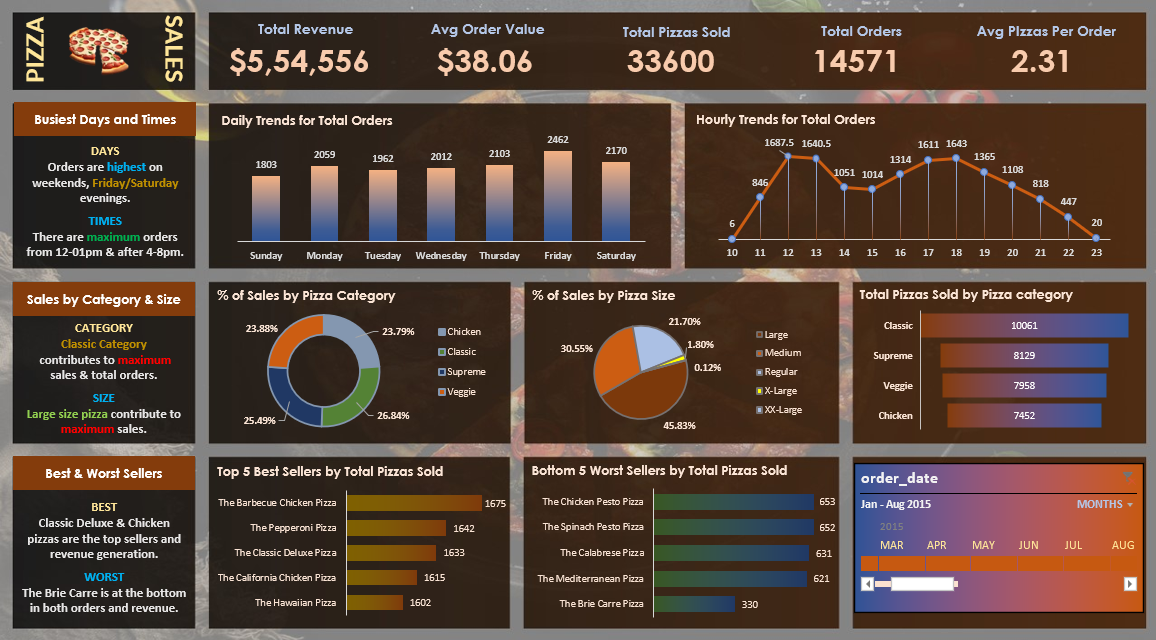 PIZZA
SALES
Total Revenue
$5,54,556
Avg Order Value
$38.06
Total Pizzas Sold
33600
Total Orders
14571
Avg PIzzas Per Order
2.31
Busiest Days and Times
DAYS
Orders are highest on
weekends, Friday/Saturday
evenings.
TIMES
There are maximum orders
from 12-01pm & after 4-8pm.
Daily Trends for Total Orders
1803
2059
1962
2012
2103
2462
2170
Sunday
Monday
Tuesday
Wednesday
Thursday
Friday
Saturday
Hourly Trends for Total Orders
6
846
1687.5
1640.5
1051
1014
1314
1611
1643
1365
1108
818
447
20
10
11
12
13
14
15
16
17
18
19
20
21
22
23
Sales by Category & Size
CATEGORY
Classic Category
contributes to maximum
sales & total orders.
SIZE
Large size pizza contribute to
maximum sales.
% of Sales by Pizza Category
23.88%
23.79%
25.49%
26.84%
Chicken
Classic
Supreme
Veggie
% of Sales by Pizza Size
21.70%
1.80%
0.12%
30.55%
45.83%
Large
Medium
Regular
X-Large
XX-Large
Total Pizzas Sold by Pizza category
Classic
10061
Supreme
8129
Veggie
7958
Chicken
7452
Best & Worst Sellers
BEST
Classic Deluxe & Chicken
pizzas are the top sellers and
revenue generation.
WORST
The Brie Carre is at the bottom
in both orders and revenue.
Top 5 Best Sellers by Total Pizzas Sold
The Barbecue Chicken Pizza
1675
The Pepperoni Pizza
1642
The Classic Deluxe Pizza
1633
The California Chicken Pizza
1615
The Hawaiian Pizza
1602
Bottom 5 Worst Sellers by Total Pizzas Sold
The Chicken Pesto Pizza
653
The Spinach Pesto Pizza
652
The Calabrese Pizza
631
The Mediterranean Pizza
621
The Brie Carre Pizza
330
order_date
Jan - Aug 2015
MONTHS
2015
MAR
APR
MAY
JUN
JUL
AUG